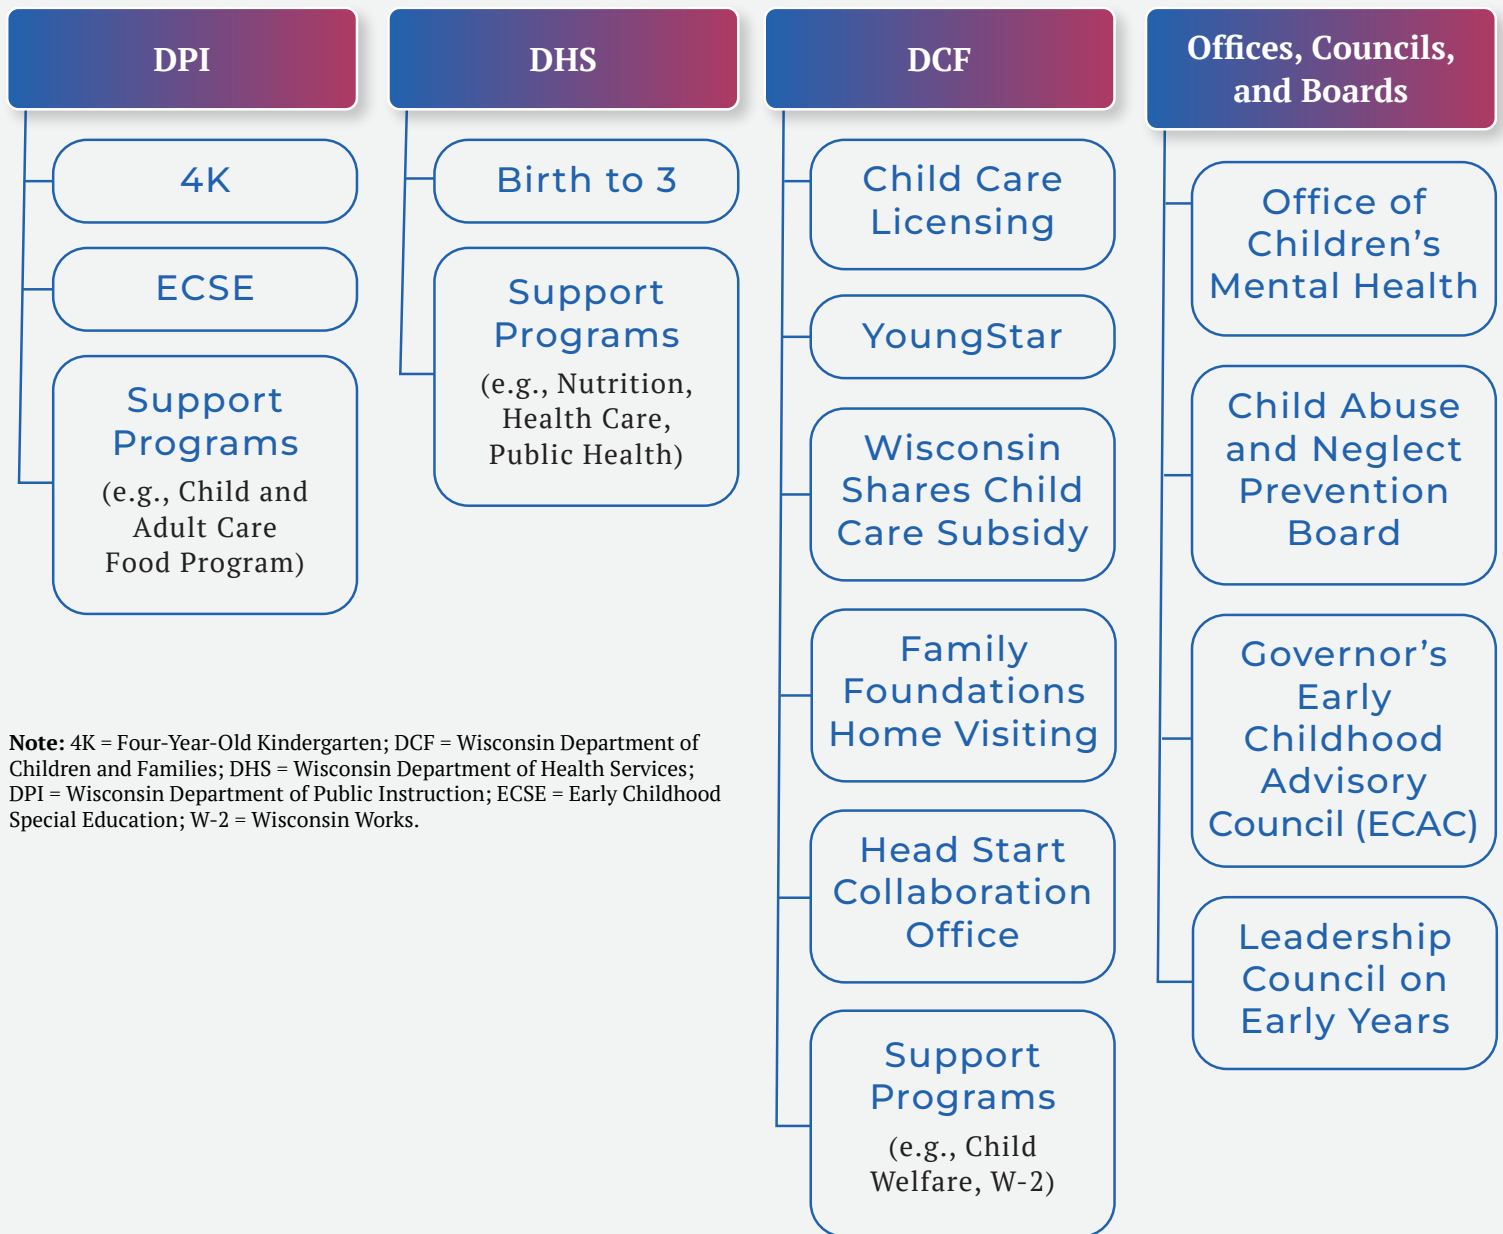 DPI
4K
ECSE
Support
Programs
(e.g., Child and
Adult Care
Food Program)
DHS
Birth to 3
Support
Programs
(e.g., Nutrition,
Health Care,
Public Health)
DCF
Child Care
Licensing
YoungStar
Wisconsin
Shares Child
Care Subsidy
Family
Foundations
Home Visiting
Head Start
Collaboration
Office
Support
Programs
(e.g., Child
Welfare, W-2)
Offices, Councils,
and Boards
Office of
Children’s
Mental Health
Child Abuse
and Neglect
Prevention
Board
Governor’s
Early
Childhood
Advisory
Council (ECAC)
Leadership
Council on
Early Years
Note: 4K = Four-Year-Old Kindergarten; DCF = Wisconsin Department of
Children and Families; DHS = Wisconsin Department of Health Services;
DPI = Wisconsin Department of Public Instruction; ECSE = Early Childhood
Special Education; W-2 = Wisconsin Works.